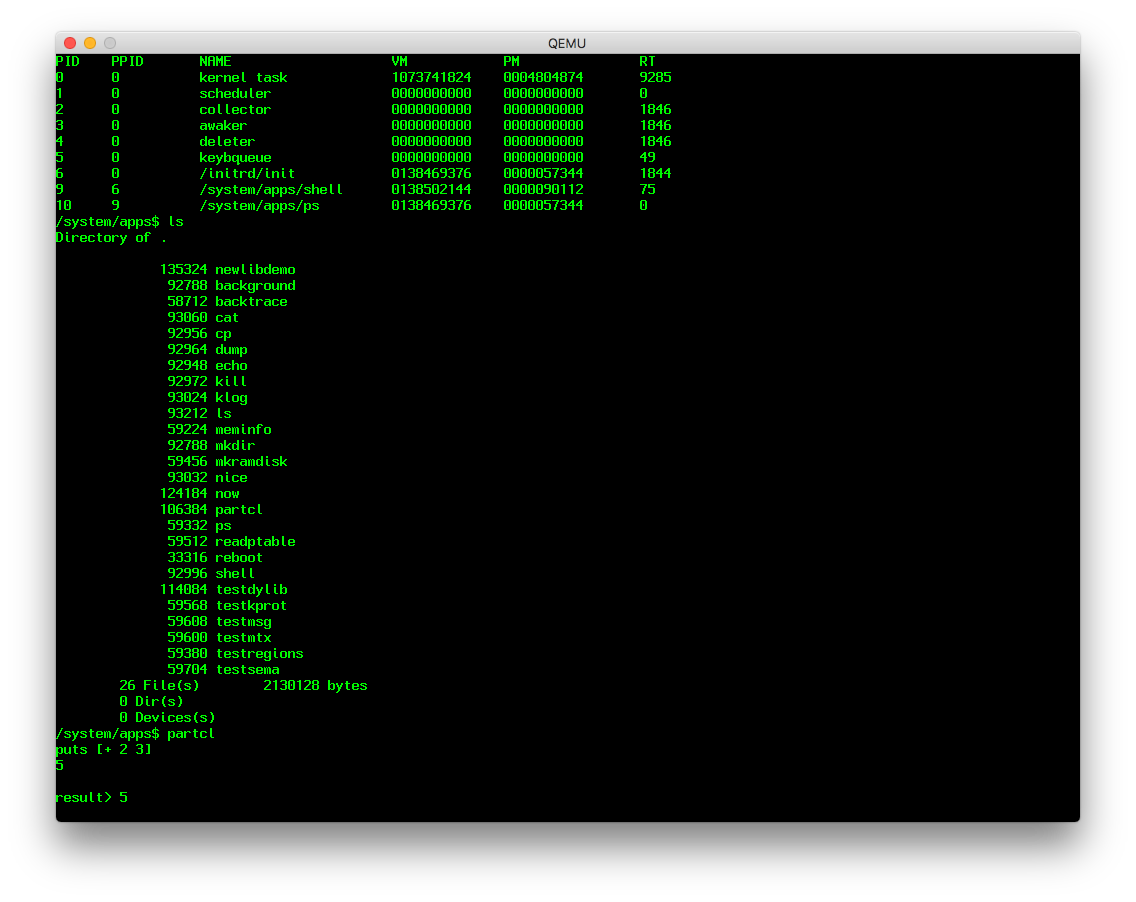 QEMU
PID PPID NAME VM PM RT
0 0 kernel task 1073741824 0004804874 9285
1 0 scheduler 0000000000 0000000000 0
2 0 collector 0000000000 0000000000 1846
3 0 awaker 0000000000 0000000000 1846
4 0 deleter 0000000000 0000000000 1846
5 0 keybqueue 0000000000 0000000000 49
6 0 /initrd/init 0138469376 0000057344 1844
9 6 /system/apps/shell 0138502144 0000090112 75
10 9 /system/apps/ps 0138469376 0000057344 0
/system/apps$ ls
Directory of .
135324 newlibdemo
92788 background
58712 backtrace
93060 cat
92956 cp
92964 dump
92948 echo
92972 kill
93024 klog
93212 ls
59224 meminfo
92788 mkdir
59456 mkramdisk
93032 nice
124184 now
106384 partcl
59332 ps
59512 readptable
33316 reboot
92996 shell
114084 testdylib
59568 testkprot
59608 testmsg
59600 testmtx
59380 testregions
59704 testsema
26 File(s) 2130128 bytes
0 Dir(s)
0 Devices(s)
/system/apps$ partcl
puts [+ 2 3]
5
result> 5